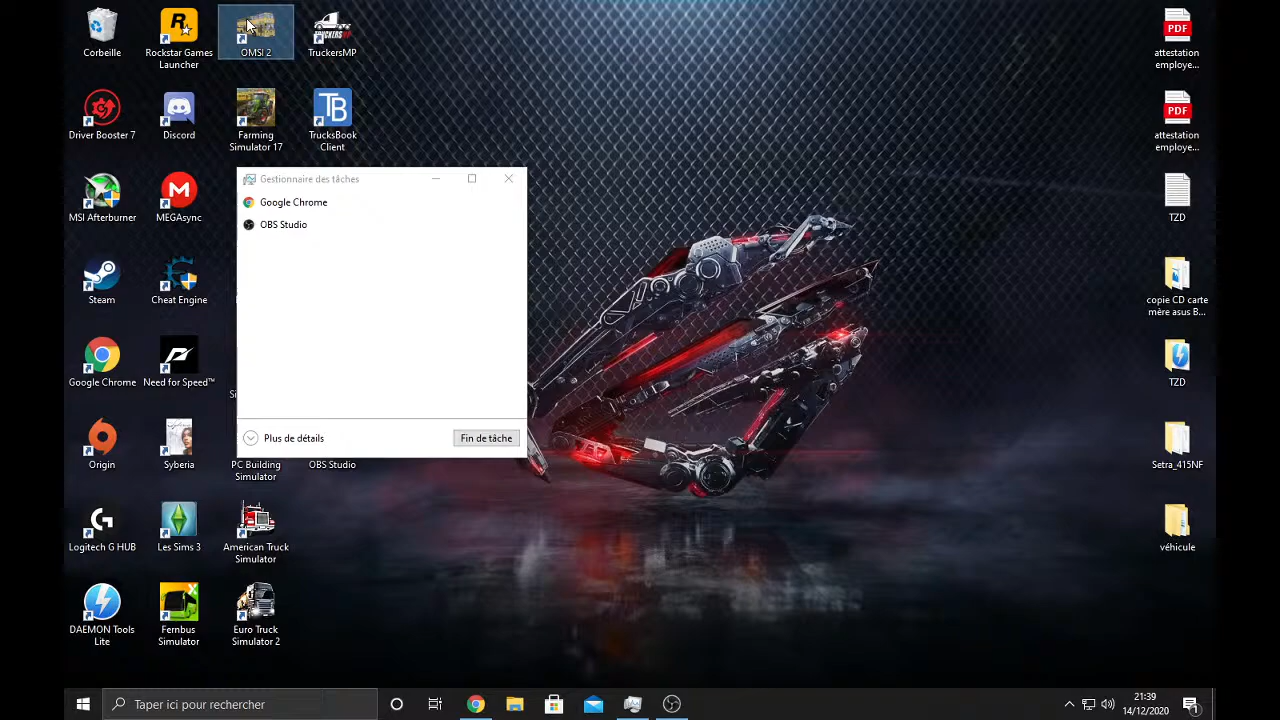 Corbeille
Rockstar Games
Launcher
OMSI 2
TruckersMP
attestation
employe...
Driver Booster 7
Discord
Farming
Simulator 17
TB
TrucksBook
Client
PDF
attestation
employe...
Gestionnaire des tâches
Google Chrome
OBS Studio
Plus de détails
Fin de tâche
MSI Afterburner
MEGAsync
TZD
Steam
Cheat Engine
copie CD carte
mère asus B...
Google Chrome
Need for Speed™
Si
TZD
Origin
Syberia
PC Building
Simulator
OBS Studio
Setra_415NF
Logitech G HUB
Les Sims 3
American Truck
Simulator
véhicule
DAEMON Tools
Lite
Fernbus
Simulator
Euro Truck
Simulator 2
Taper ici pour rechercher
21:39
14/12/2020